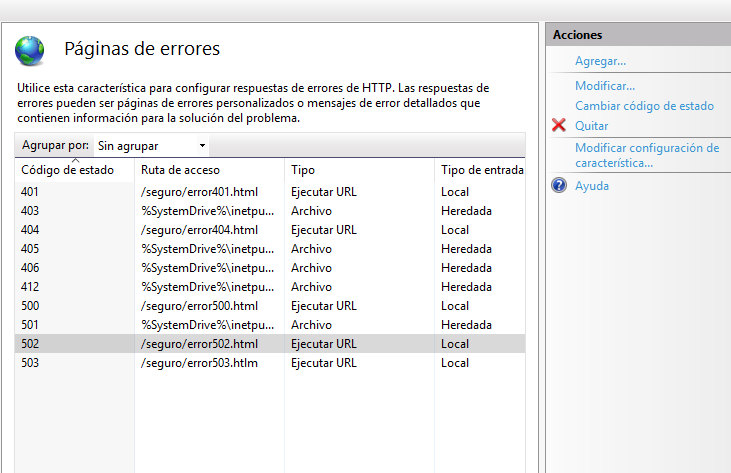 Páginas de errores
Utilice esta característica para configurar respuestas de errores de HTTP. Las respuestas de
errores pueden ser páginas de errores personalizados o mensajes de error detallados que
contienen información para la solución del problema.
Agrupar por: Sin agrupar
Código de estado Ruta de acceso Tipo Tipo de entrada
401 /seguro/error401.html Ejecutar URL Local
403 %SystemDrive%\inetpu... Archivo Heredada
404 /seguro/error404.html Ejecutar URL Local
405 %SystemDrive%\inetpu... Archivo Heredada
406 %SystemDrive%\inetpu... Archivo Heredada
412 %SystemDrive%\inetpu... Archivo Heredada
500 /seguro/error500.html Ejecutar URL Local
501 %SystemDrive%\inetpu... Archivo Heredada
502 /seguro/error502.html Ejecutar URL Local
503 /seguro/error503.htlm Ejecutar URL Local
Acciones
Agregar...
Modificar...
Cambiar código de estado
Quitar
Modificar configuración de
característica...
Ayuda